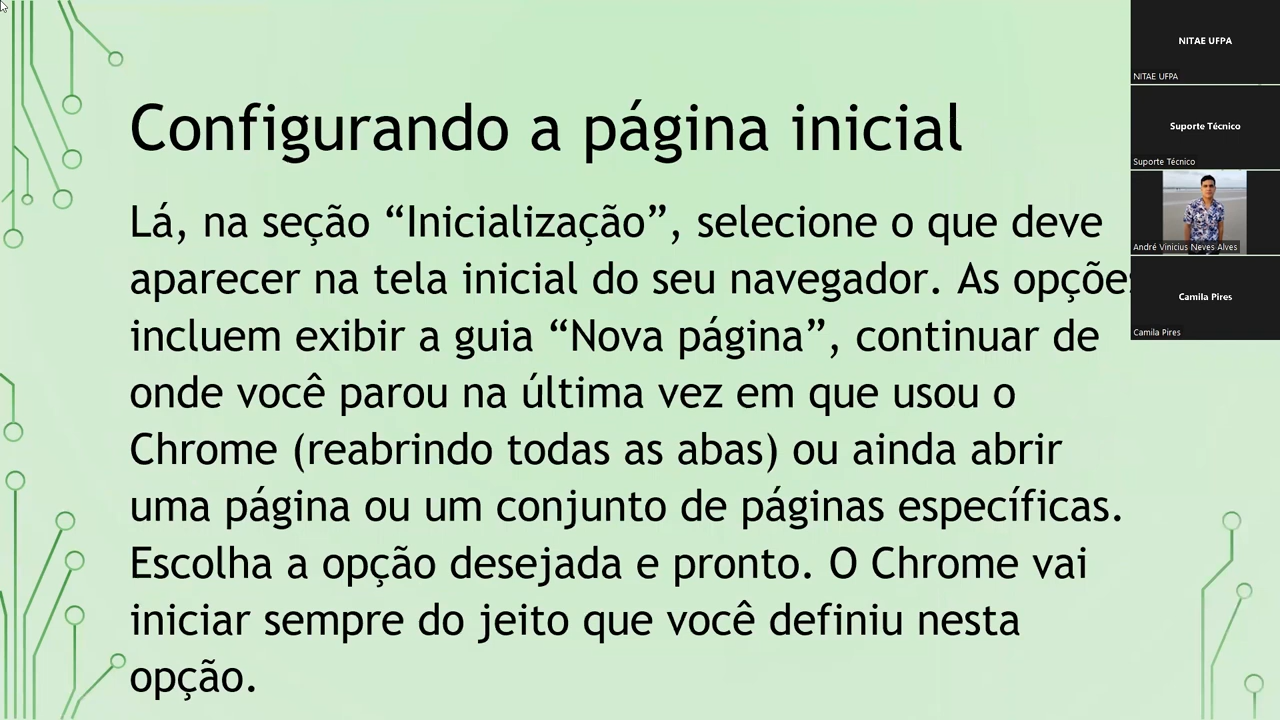 Configurando a página inicial
Lá, na seção “Inicialização”, selecione o que deve
aparecer na tela inicial do seu navegador. As opções
incluem exibir a guia “Nova página”, continuar de
onde você parou na última vez em que usou o
Chrome (reabrindo todas as abas) ou ainda abrir
uma página ou um conjunto de páginas específicas.
Escolha a opção desejada e pronto. O Chrome vai
iniciar sempre do jeito que você definiu nesta
opção.
NITAE UFPA
NITAE UFPA
Suporte Técnico
Suporte Técnico
André Vinicius Neves Alves
Camila Pires
Camila Pires